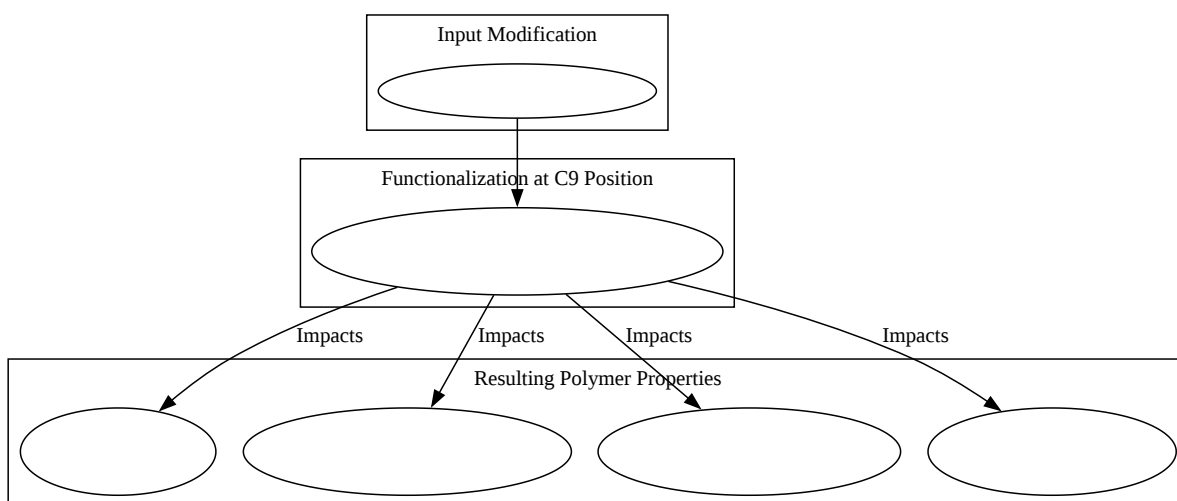 Input Modification
Functionalization at C9 Position
Impacts
Impacts
Impacts
Impacts
Resulting Polymer Properties